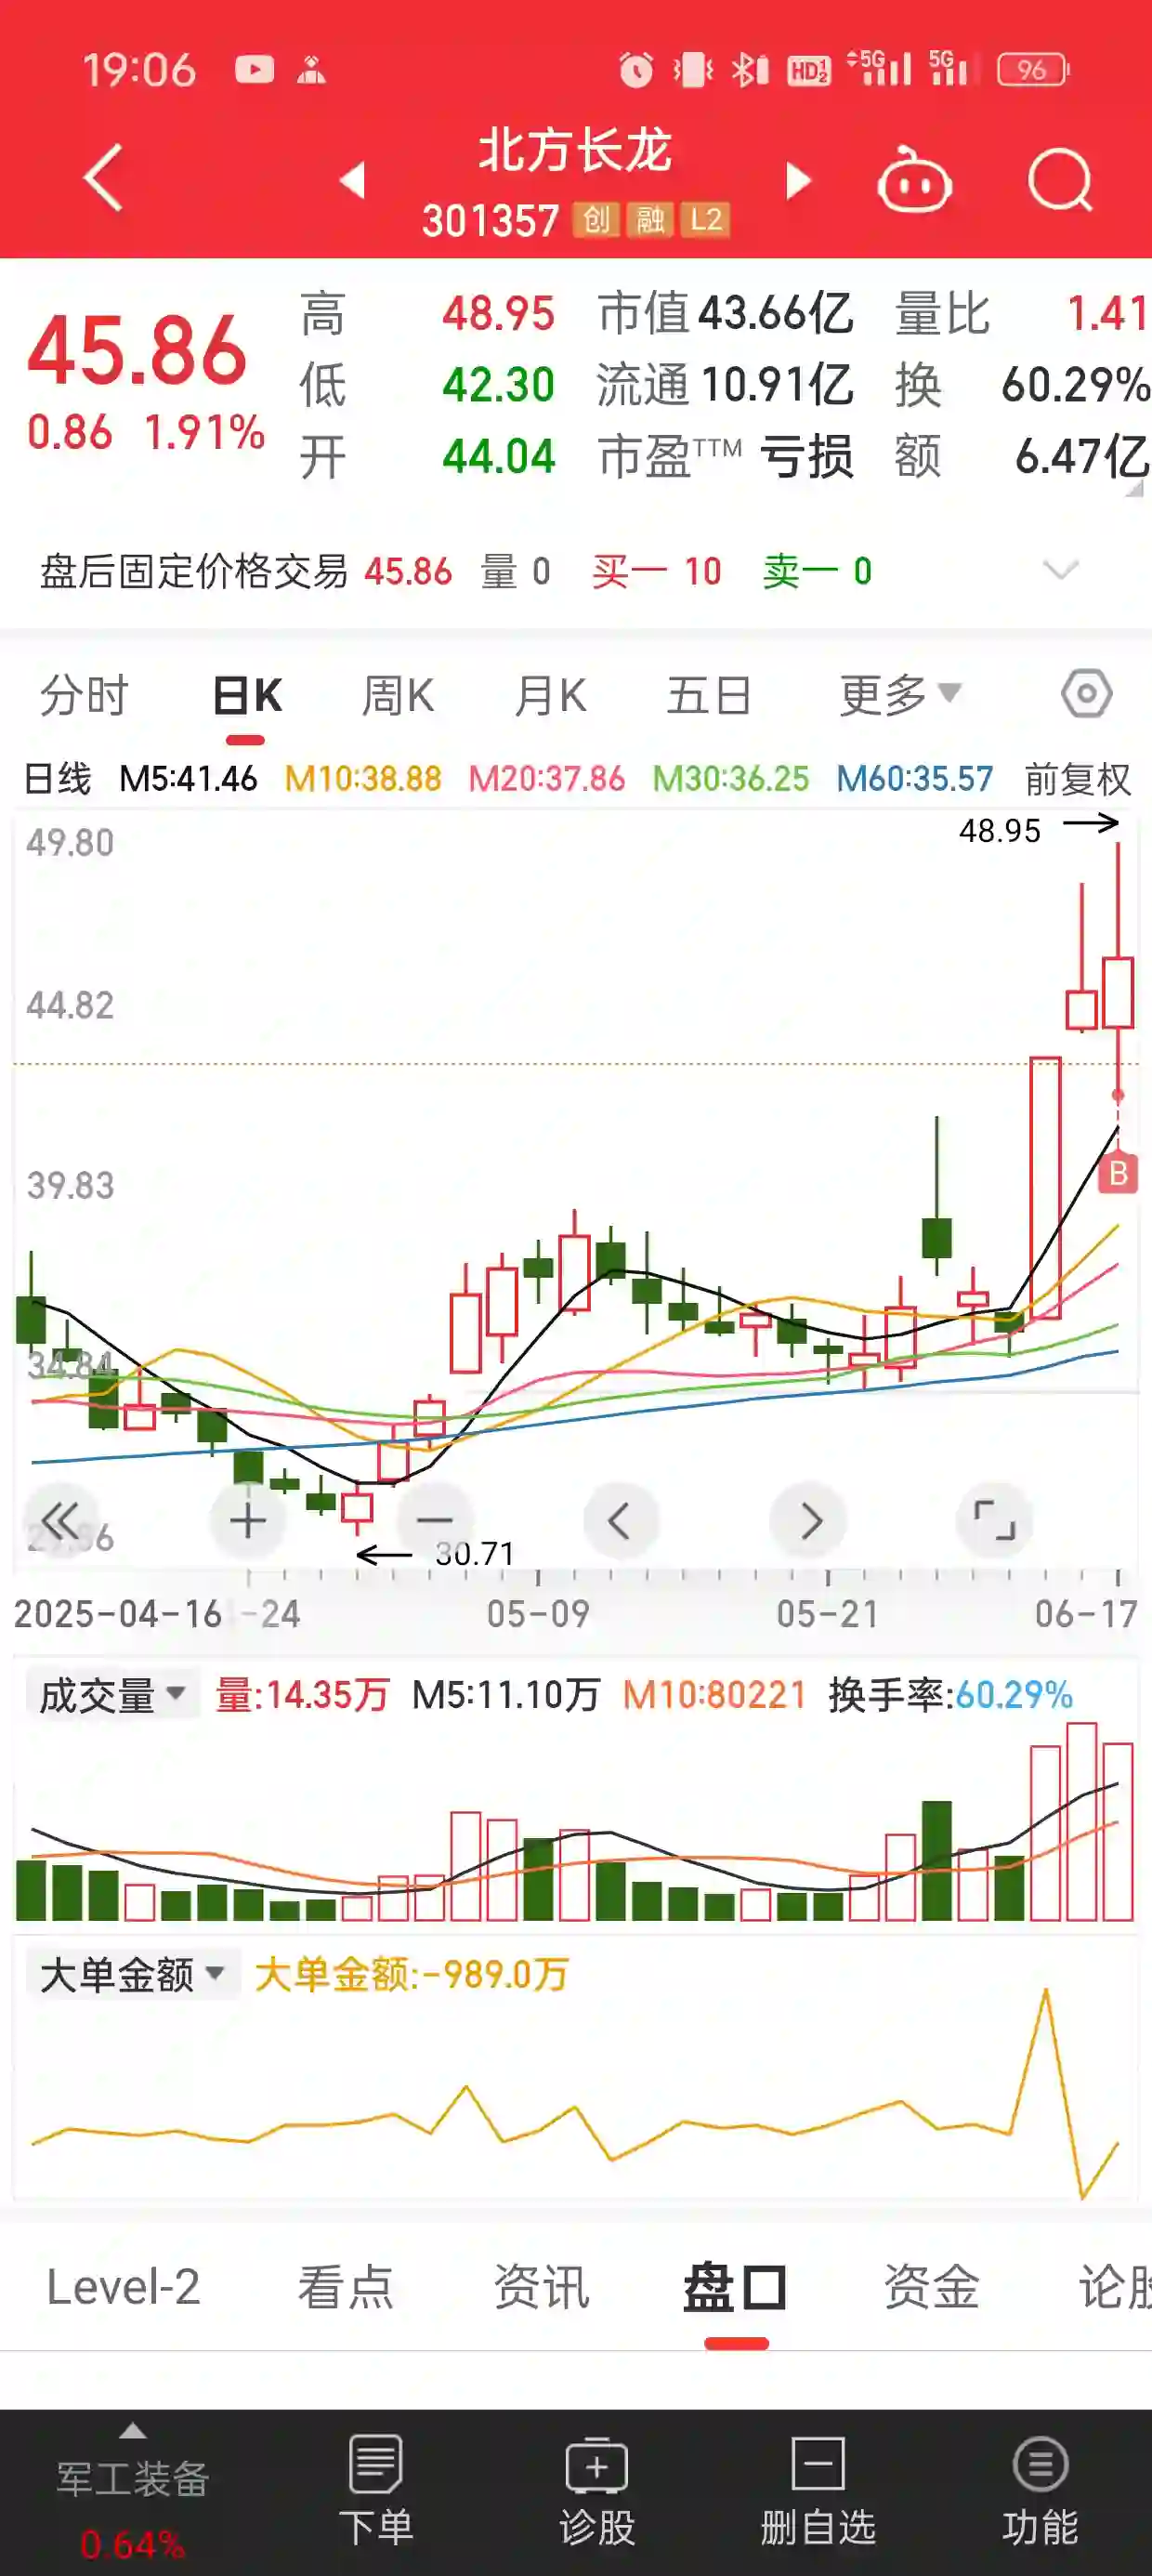 19:06 HD 1 2 5G 5G 96
北方长龙
301357 创 融 L2
45.86
0.86 1.91%
高 48.95 市值 43.66亿 量比 1.41
低 42.30 流通 10.91亿 换 60.29%
开 44.04 市盈TTM 亏损 额 6.47亿
盘后固定价格交易 45.86 量 0 买一 10 卖一 0
分时 日K 周K 月K 五日 更多
日线 M5:41.46 M10:38.88 M20:37.86 M30:36.25 M60:35.57 前复权
49.80
48.95
44.82
39.83
B
34.84
30.71
2025-04-16 -24 05-09 05-21 06-17
成交量 量:14.35万 M5:11.10万 M10:80221 换手率:60.29%
大单金额 大单金额:-989.0万
Level-2 看点 资讯 盘口 资金 论股
军工装备
0.64%
下单 诊股 删自选 功能